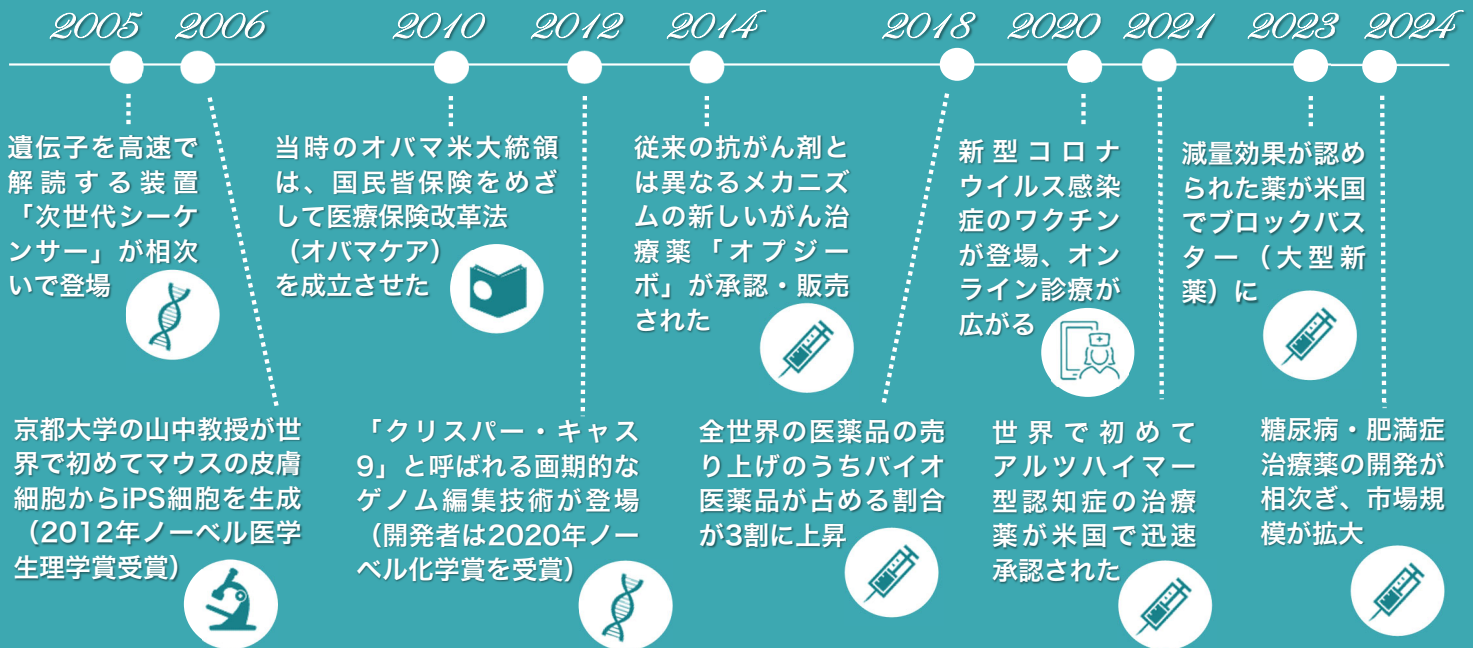 2005
2006
2010
2012
2014
2018
2020
2021
2023
2024
遺伝子を高速で
解読する装置
「次世代シーケ
ンサー」が相次
いで登場
当時のオバマ米大統領
は、国民皆保険をめざ
して医療保険改革法
（オバマケア）
を成立させた
従来の抗がん剤と
は異なるメカニズ
ムの新しいがん治
療薬「オプジー
ボ」が承認・販売
された
新型コロナ
ウイルス感染
症のワクチン
が登場、オン
ライン診療が
広がる
減量効果が認め
られた薬が米国
でブロックバス
ター（大型新
薬）に
京都大学の山中教授が世
界で初めてマウスの皮膚
細胞からiPS細胞を生成
（2012年ノーベル医学
生理学賞受賞）
「クリスパー・キャス
9」と呼ばれる画期的な
ゲノム編集技術が登場
（開発者は2020年ノー
ベル化学賞を受賞）
全世界の医薬品の売
り上げのうちバイオ
医薬品が占める割合
が3割に上昇
世界で初めて
アルツハイマー
型認知症の治療
薬が米国で迅速
承認された
糖尿病・肥満症
治療薬の開発が
相次ぎ、市場規
模が拡大